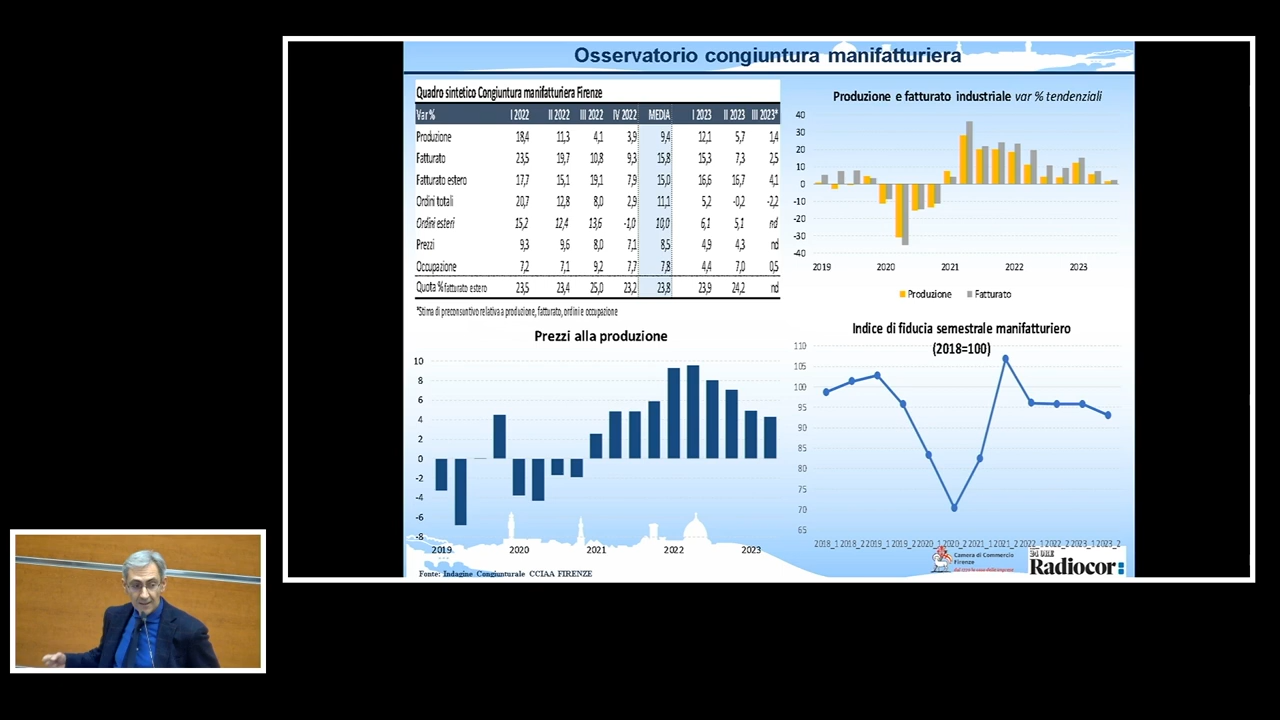 Osservatorio congiuntura manifatturiera
Quadro sintetico Congiuntura manifatturiera Firenze
Var% I 2022 II 2022 III 2022 IV 2022 MEDIA I 2023 II 2023 III 2023*
Produzione 18,4 11,3 4,1 3,9 9,4 12,1 5,7 1,4
Fatturato 23,5 19,7 10,8 9,3 15,8 15,3 7,3 2,5
Fatturato estero 17,7 15,1 19,1 7,9 15,0 16,6 16,7 4,1
Ordini totali 20,7 12,8 8,0 2,9 11,1 5,2 -0,2 -2,2
Ordini esteri 15,2 12,4 13,6 -1,0 10,0 6,1 5,1 nd
Prezzi 9,3 9,6 8,0 7,1 8,5 4,9 4,3 nd
Occupazione 7,2 7,1 9,2 7,7 7,8 4,4 7,0 0,5
Quota % fatturato estero 23,5 23,4 25,0 23,2 23,8 23,9 24,2 nd
*Stima di preconsuntivo relativa a produzione, fatturato, ordini e occupazione
Produzione e fatturato industriale var % tendenziali
40
30
20
10
0
-10
-20
-30
-40
2019 2020 2021 2022 2023
Produzione Fatturato
Prezzi alla produzione
10
8
6
4
2
0
-2
-4
-6
-8
2019 2020 2021 2022 2023
Indice di fiducia semestrale manifatturiero
(2018=100)
110
105
100
95
90
85
80
75
70
65
2018_1 2018_2 2019_1 2019_2 2020_1 2020_2 2021_1 2021_2 2022_1 2022_2 2023_1 2023_2
Fonte: Indagine Congiunturale CCIAA FIRENZE
Camera di Commercio
Firenze
Radiocor